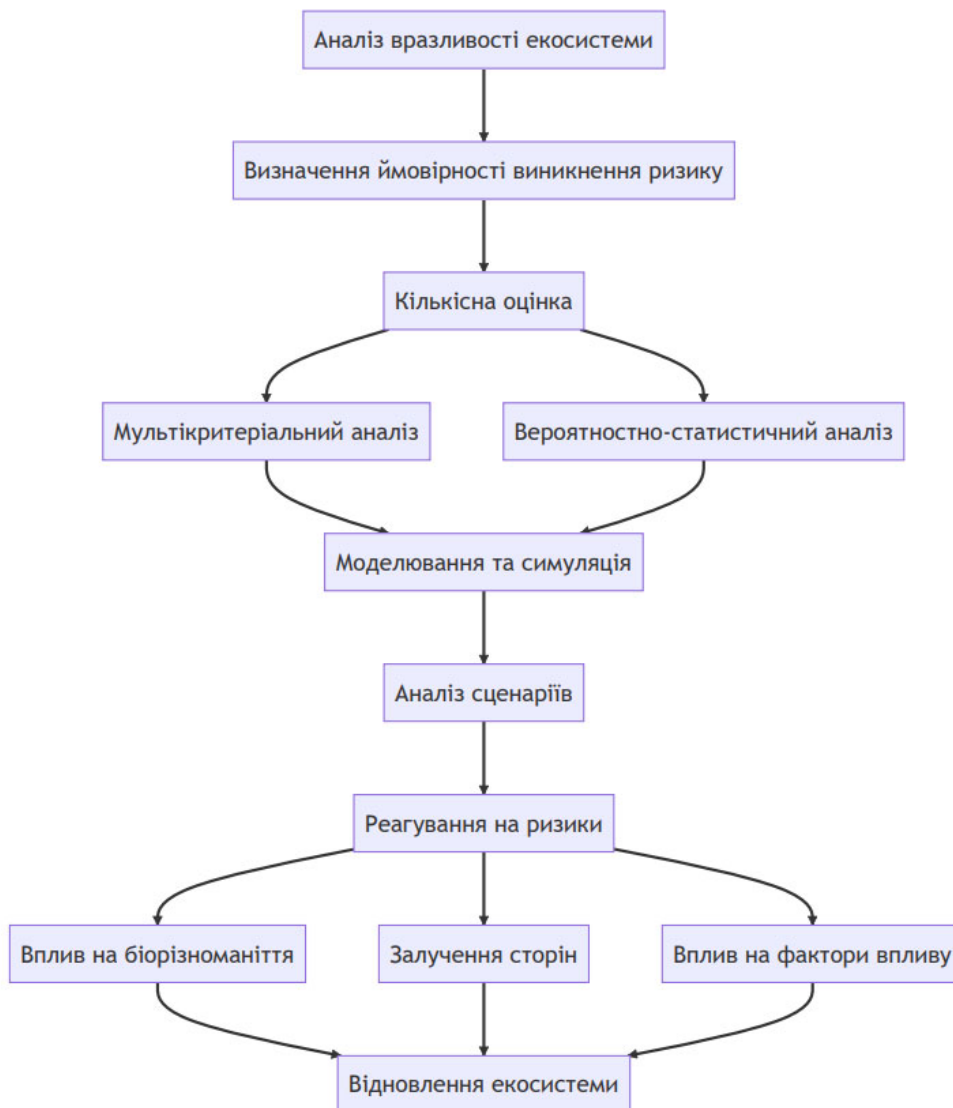 Аналіз вразливості екосистеми
Визначення ймовірності виникнення ризику
Кількісна оцінка
Мультікритеріальний аналіз
Вероятностно-статистичний аналіз
Моделювання та симуляція
Аналіз сценаріїв
Реагування на ризики
Вплив на біорізноманіття
Залучення сторін
Вплив на фактори впливу
Відновлення екосистеми